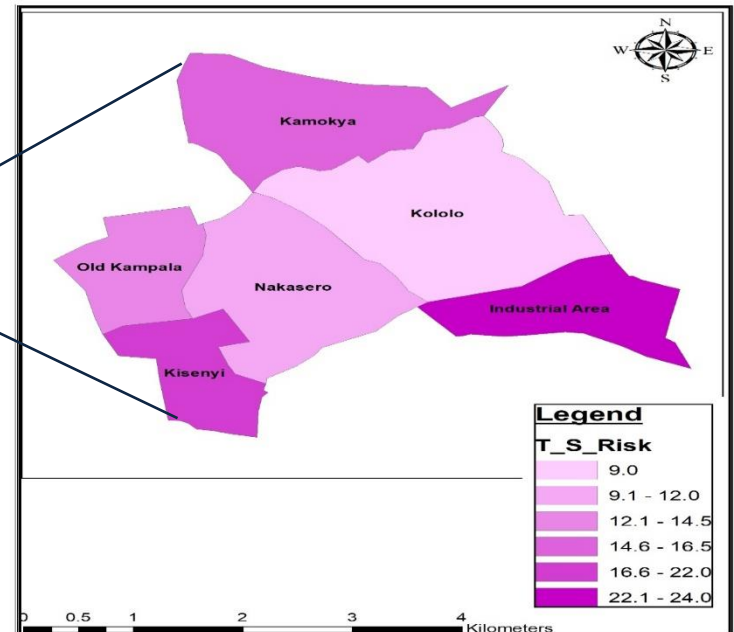 N
W E
S
Kamokya
Kololo
Old Kampala
Nakasero
Industrial Area
Kisenyi
Legend
T_S_Risk
9.0
9.1 - 12.0
12.1 - 14.5
14.6 - 16.5
16.6 - 22.0
22.1 - 24.0
0 0.5 1 2 3 4
Kilometers